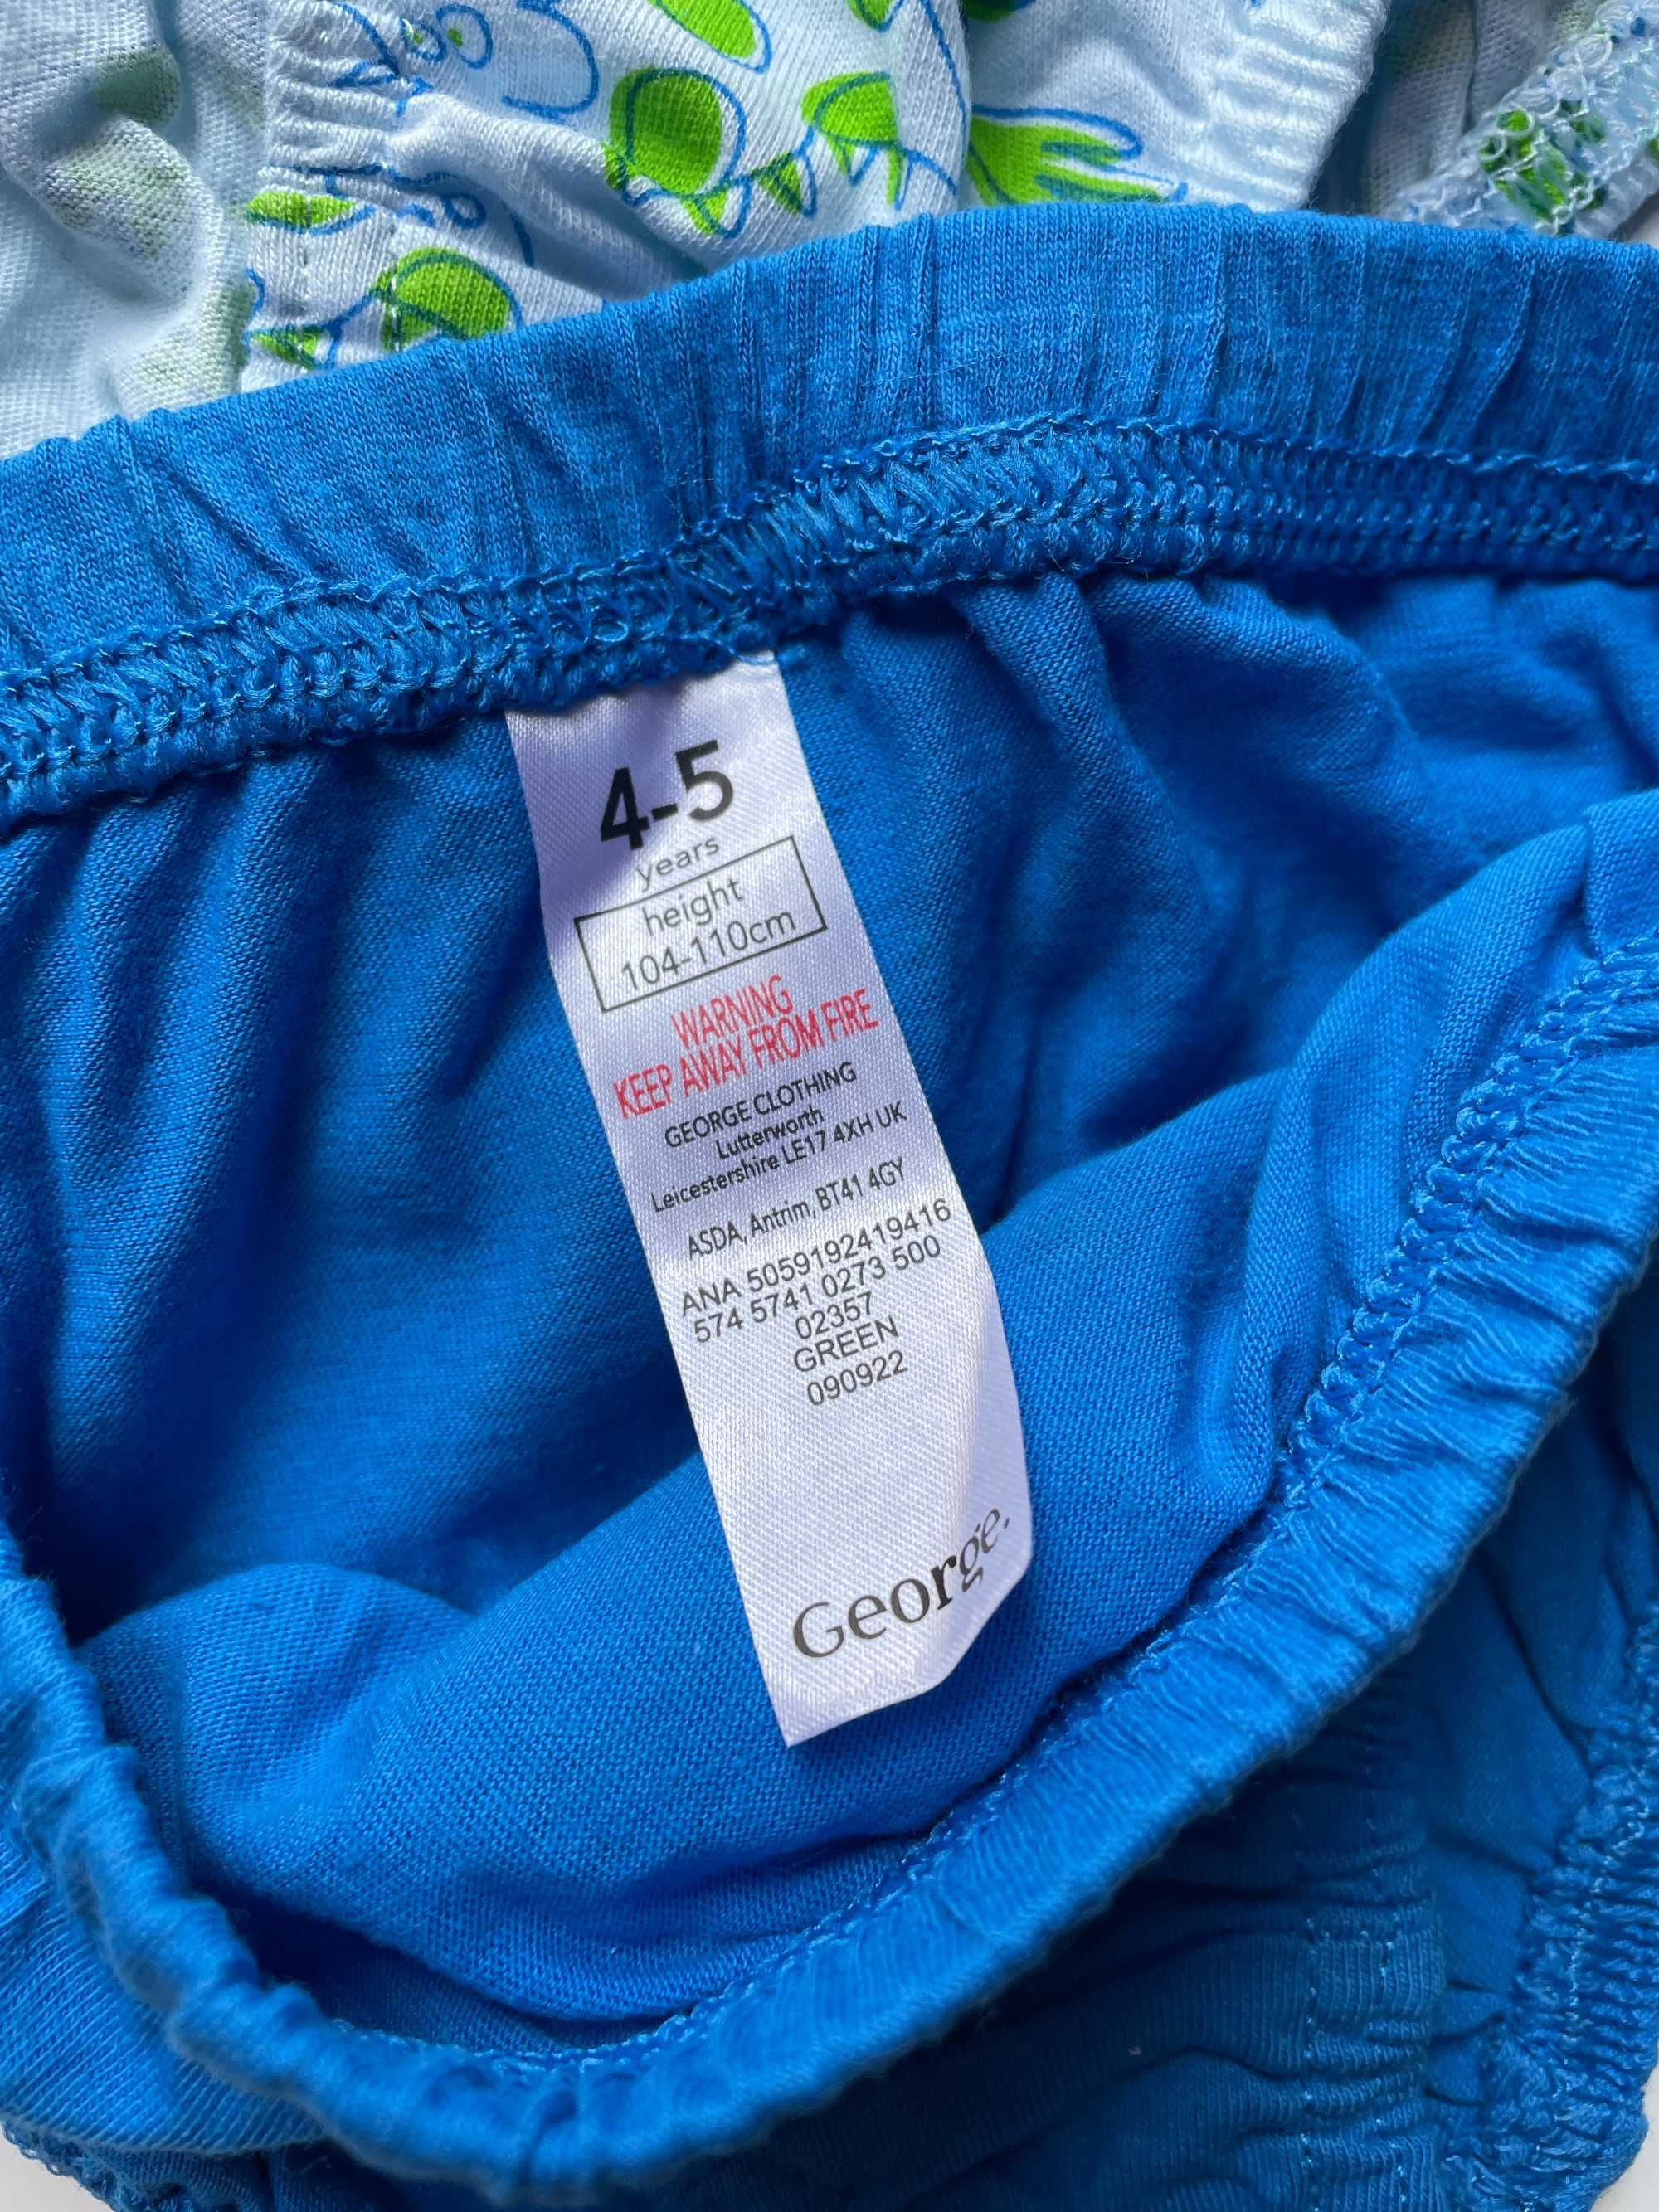 4-5
years
height
104-110cm
WARNING
KEEP AWAY FROM FIRE
GEORGE CLOTHING
Lutterworth
Leicestershire LE17 4XH UK
ASDA, Antrim, BT41 4GY
ANA 5059192419416
574 5741 0273 500
02357
GREEN
090922
George.